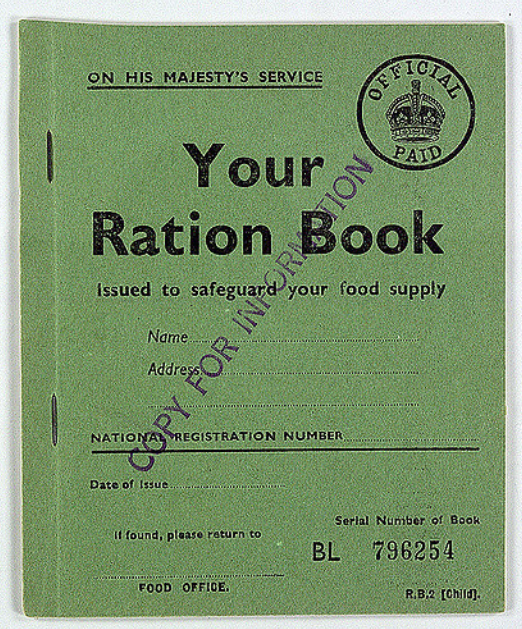 ON HIS MAJESTY'S SERVICE
OFFICIAL
PAID
Your
Ration Book
Issued to safeguard your food supply
COPY FOR INFORMATION
Name
Address
NATIONAL REGISTRATION NUMBER
Date of Issue
Serial Number of Book
If found, please return to
BL 796254
FOOD OFFICE.
R.B.2 [Child].